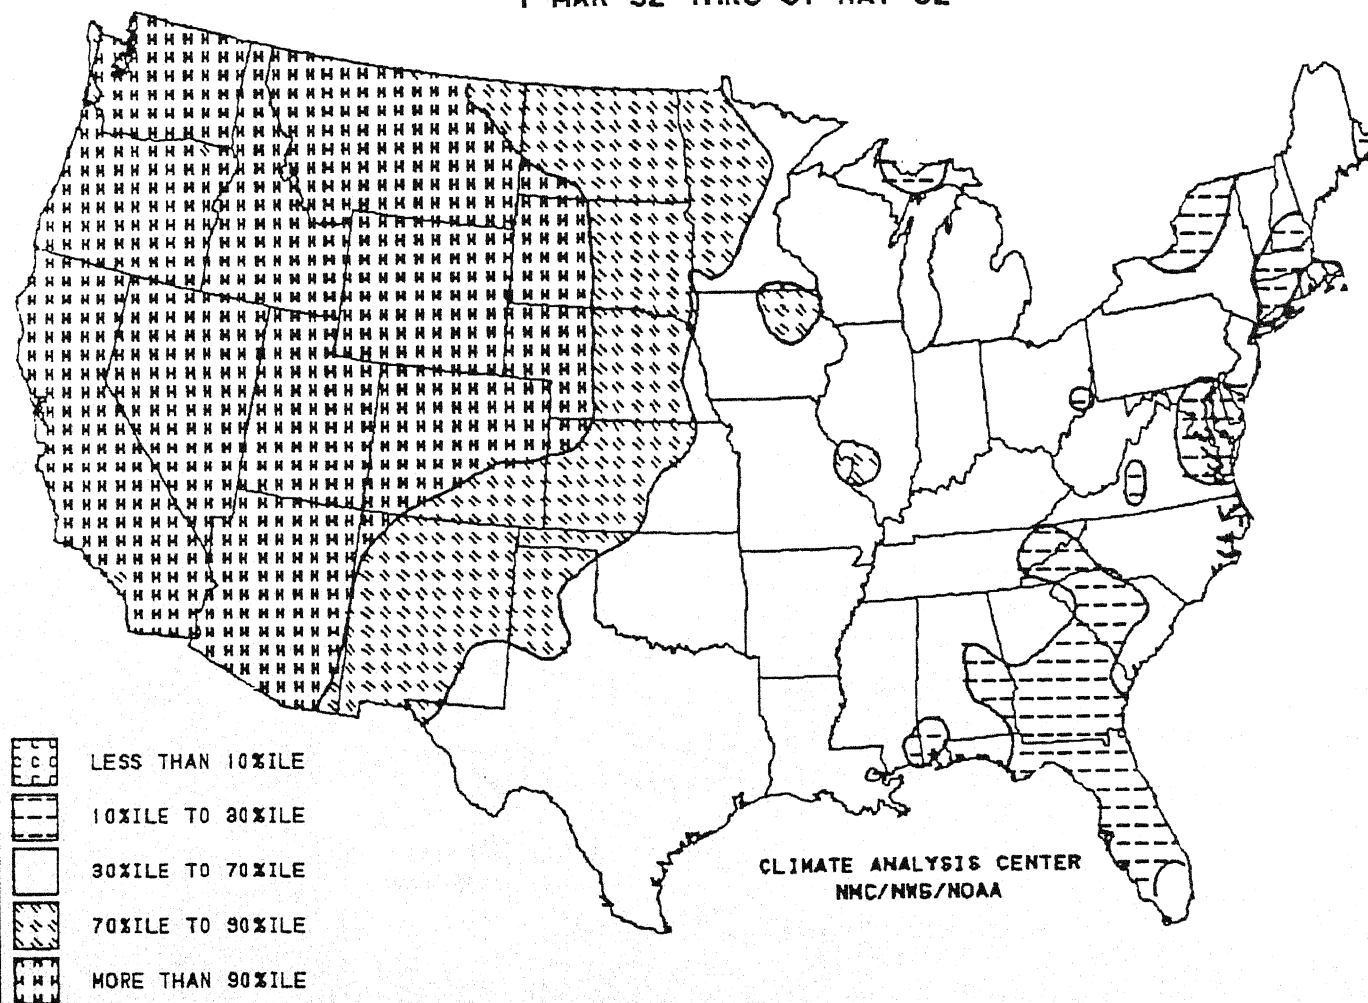 LESS THAN 10%ILE
10%ILE TO 30%ILE
30%ILE TO 70%ILE
70%ILE TO 90%ILE
MORE THAN 90%ILE
CLIMATE ANALYSIS CENTER
NMC/NWS/NOAA